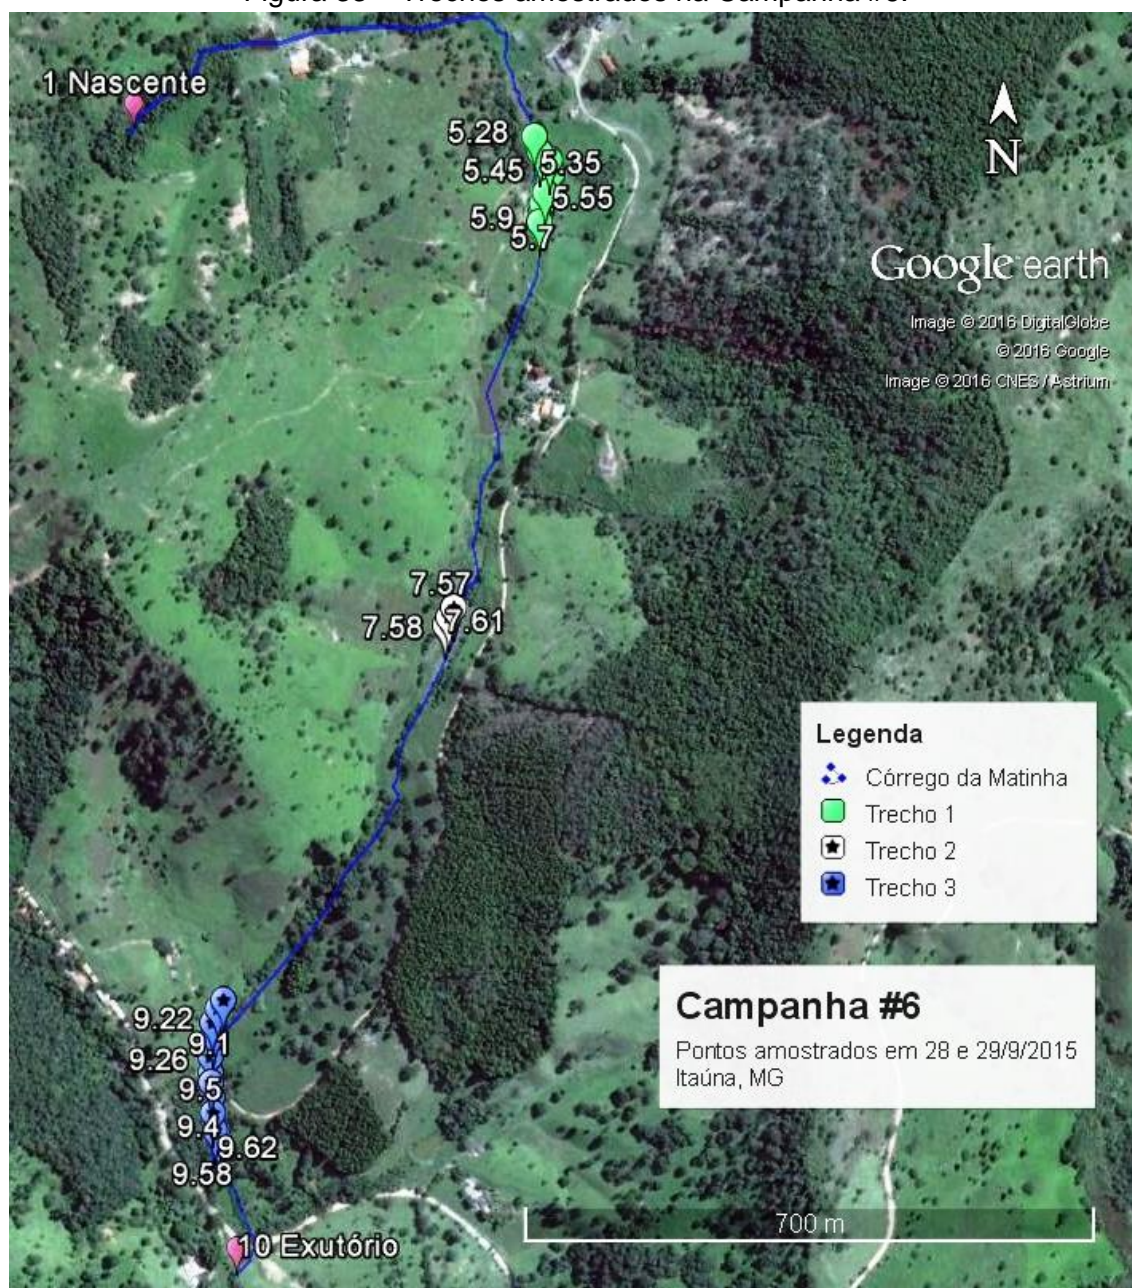 1 Nascente
5.28
5.35
5.45
5.55
5.9
5.7
N
Google earth
Image © 2016 DigitalGlobe
© 2016 Google
Image © 2016 CNES / Astrium
7.57
7.61
7.58
Legenda
Córrego da Matinha
Trecho 1
Trecho 2
Trecho 3
Campanha #6
Pontos amostrados em 28 e 29/9/2015
Itaúna, MG
9.22
9.1
9.26
9.5
9.4
9.62
9.58
700 m
10 Exutório